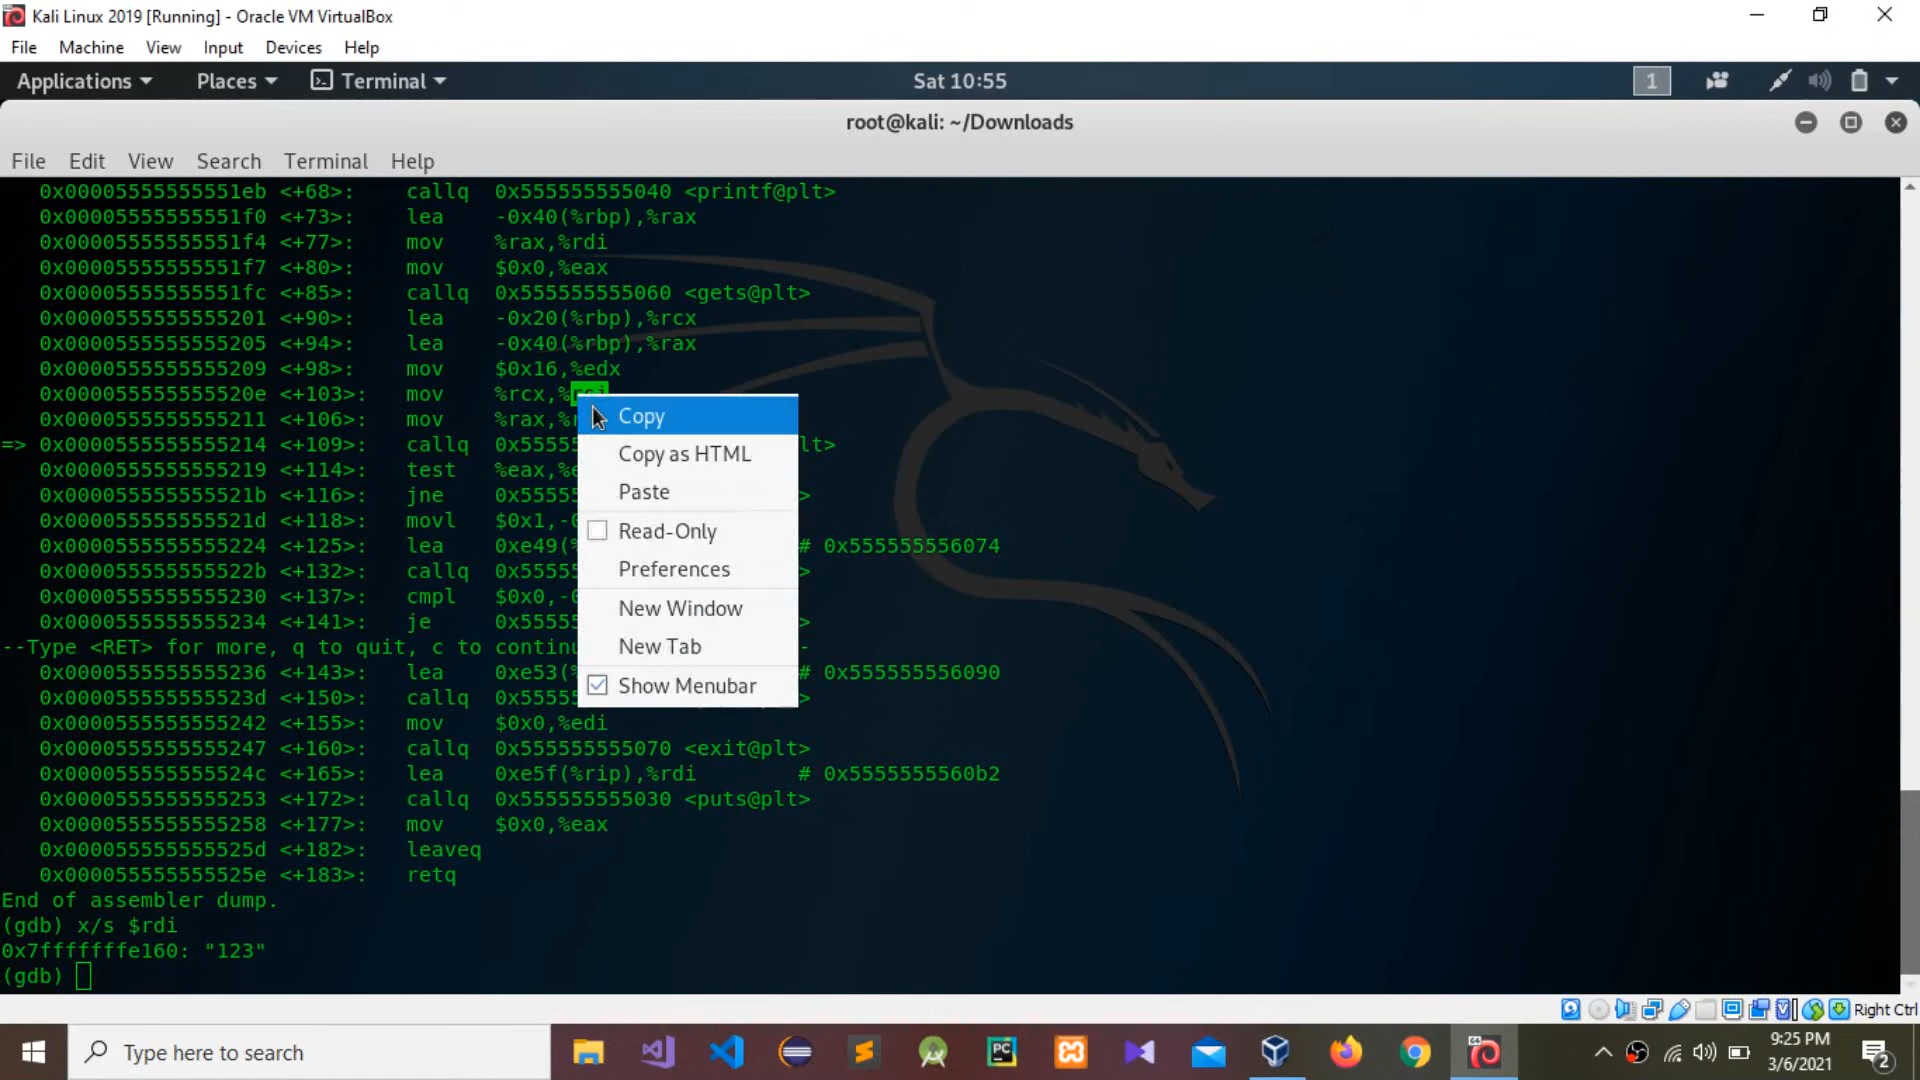 Kali Linux 2019 [Running] - Oracle VM VirtualBox
File Machine View Input Devices Help
Applications Places Terminal Sat 10:55 1
root@kali: ~/Downloads
File Edit View Search Terminal Help
0x00005555555551eb <+68>: callq 0x555555555040 <printf@plt>
0x00005555555551f0 <+73>: lea -0x40(%rbp),%rax
0x00005555555551f4 <+77>: mov %rax,%rdi
0x00005555555551f7 <+80>: mov $0x0,%eax
0x00005555555551fc <+85>: callq 0x555555555060 <gets@plt>
0x0000555555555201 <+90>: lea -0x20(%rbp),%rcx
0x0000555555555205 <+94>: lea -0x40(%rbp),%rax
0x0000555555555209 <+98>: mov $0x16,%edx
0x000055555555520e <+103>: mov %rcx,%rsi
0x0000555555555211 <+106>: mov %rax,%r
=> 0x0000555555555214 <+109>: callq 0x5555 lt>
0x0000555555555219 <+114>: test %eax,%e
0x000055555555521b <+116>: jne 0x5555 >
0x000055555555521d <+118>: movl $0x1,-0
0x0000555555555224 <+125>: lea 0xe49(% # 0x555555556074
0x000055555555522b <+132>: callq 0x5555 >
0x0000555555555230 <+137>: cmpl $0x0,-0
0x0000555555555234 <+141>: je 0x5555 >
--Type <RET> for more, q to quit, c to continu -
0x0000555555555236 <+143>: lea 0xe53(% # 0x555555556090
0x000055555555523d <+150>: callq 0x5555 >
0x0000555555555242 <+155>: mov $0x0,%edi
0x0000555555555247 <+160>: callq 0x555555555070 <exit@plt>
0x000055555555524c <+165>: lea 0xe5f(%rip),%rdi # 0x5555555560b2
0x0000555555555253 <+172>: callq 0x555555555030 <puts@plt>
0x0000555555555258 <+177>: mov $0x0,%eax
0x000055555555525d <+182>: leaveq
0x000055555555525e <+183>: retq
End of assembler dump.
(gdb) x/s $rdi
0x7fffffffe160: "123"
(gdb)
Copy
Copy as HTML
Paste
Read-Only
Preferences
New Window
New Tab
Show Menubar
Right Ctrl
Type here to search
PC
64
9:25 PM
3/6/2021
2